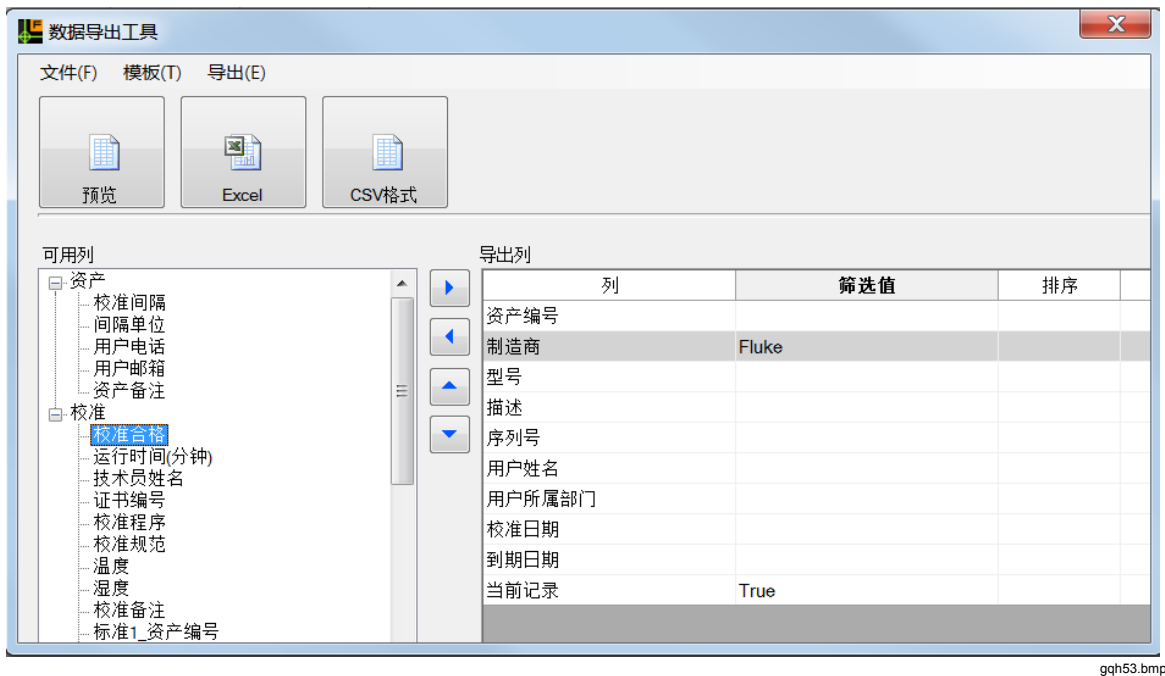 数据导出工具
文件(F) 模板(T) 导出(E)
预览 Excel CSV格式
可用列
资产
校准间隔
间隔单位
用户电话
用户邮箱
资产备注
校准
校准合格
运行时间(分钟)
技术员姓名
证书编号
校准程序
校准规范
温度
湿度
校准备注
标准1_资产编号
导出列
列 筛选值 排序
资产编号
制造商 Fluke
型号
描述
序列号
用户姓名
用户所属部门
校准日期
到期日期
当前记录 True
gqh53.bmp